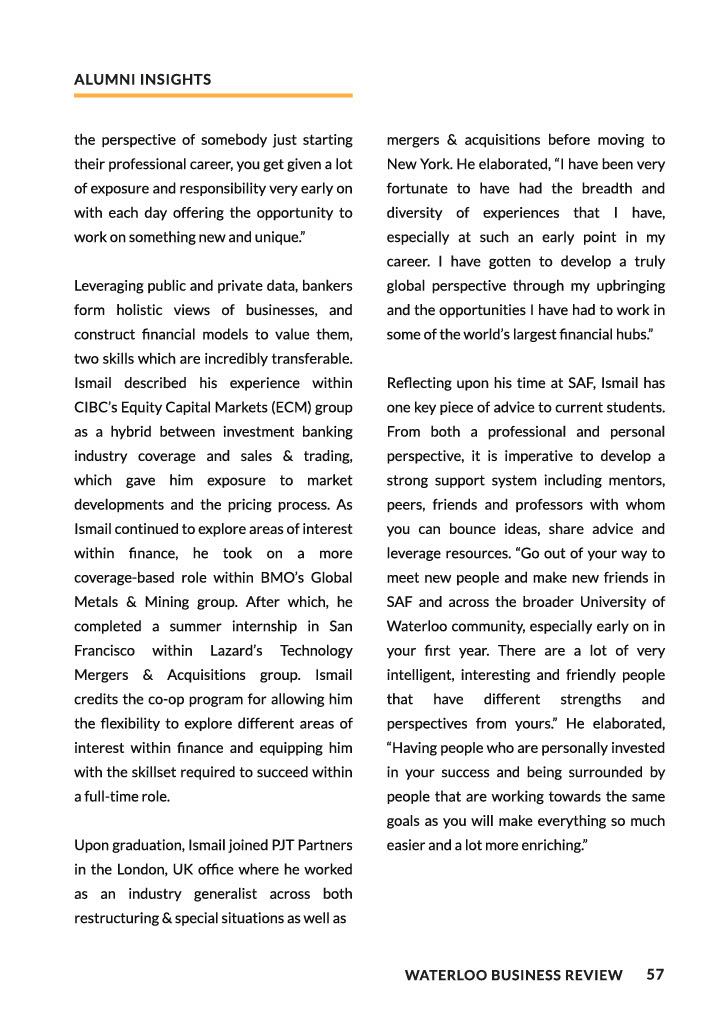 ALUMNI INSIGHTS
the perspective of somebody just starting
their professional career, you get given a lot
of exposure and responsibility very early on
with each day offering the opportunity to
work on something new and unique.”
Leveraging public and private data, bankers
form holistic views of businesses, and
construct financial models to value them,
two skills which are incredibly transferable.
Ismail described his experience within
CIBC’s Equity Capital Markets (ECM) group
as a hybrid between investment banking
industry coverage and sales & trading,
which gave him exposure to market
developments and the pricing process. As
Ismail continued to explore areas of interest
within finance, he took on a more
coverage-based role within BMO’s Global
Metals & Mining group. After which, he
completed a summer internship in San
Francisco within Lazard’s Technology
Mergers & Acquisitions group. Ismail
credits the co-op program for allowing him
the flexibility to explore different areas of
interest within finance and equipping him
with the skillset required to succeed within
a full-time role.
Upon graduation, Ismail joined PJT Partners
in the London, UK office where he worked
as an industry generalist across both
restructuring & special situations as well as
mergers & acquisitions before moving to
New York. He elaborated, “I have been very
fortunate to have had the breadth and
diversity of experiences that I have,
especially at such an early point in my
career. I have gotten to develop a truly
global perspective through my upbringing
and the opportunities I have had to work in
some of the world’s largest financial hubs.”
Reflecting upon his time at SAF, Ismail has
one key piece of advice to current students.
From both a professional and personal
perspective, it is imperative to develop a
strong support system including mentors,
peers, friends and professors with whom
you can bounce ideas, share advice and
leverage resources. “Go out of your way to
meet new people and make new friends in
SAF and across the broader University of
Waterloo community, especially early on in
your first year. There are a lot of very
intelligent, interesting and friendly people
that have different strengths and
perspectives from yours.” He elaborated,
“Having people who are personally invested
in your success and being surrounded by
people that are working towards the same
goals as you will make everything so much
easier and a lot more enriching.”
WATERLOO BUSINESS REVIEW 57